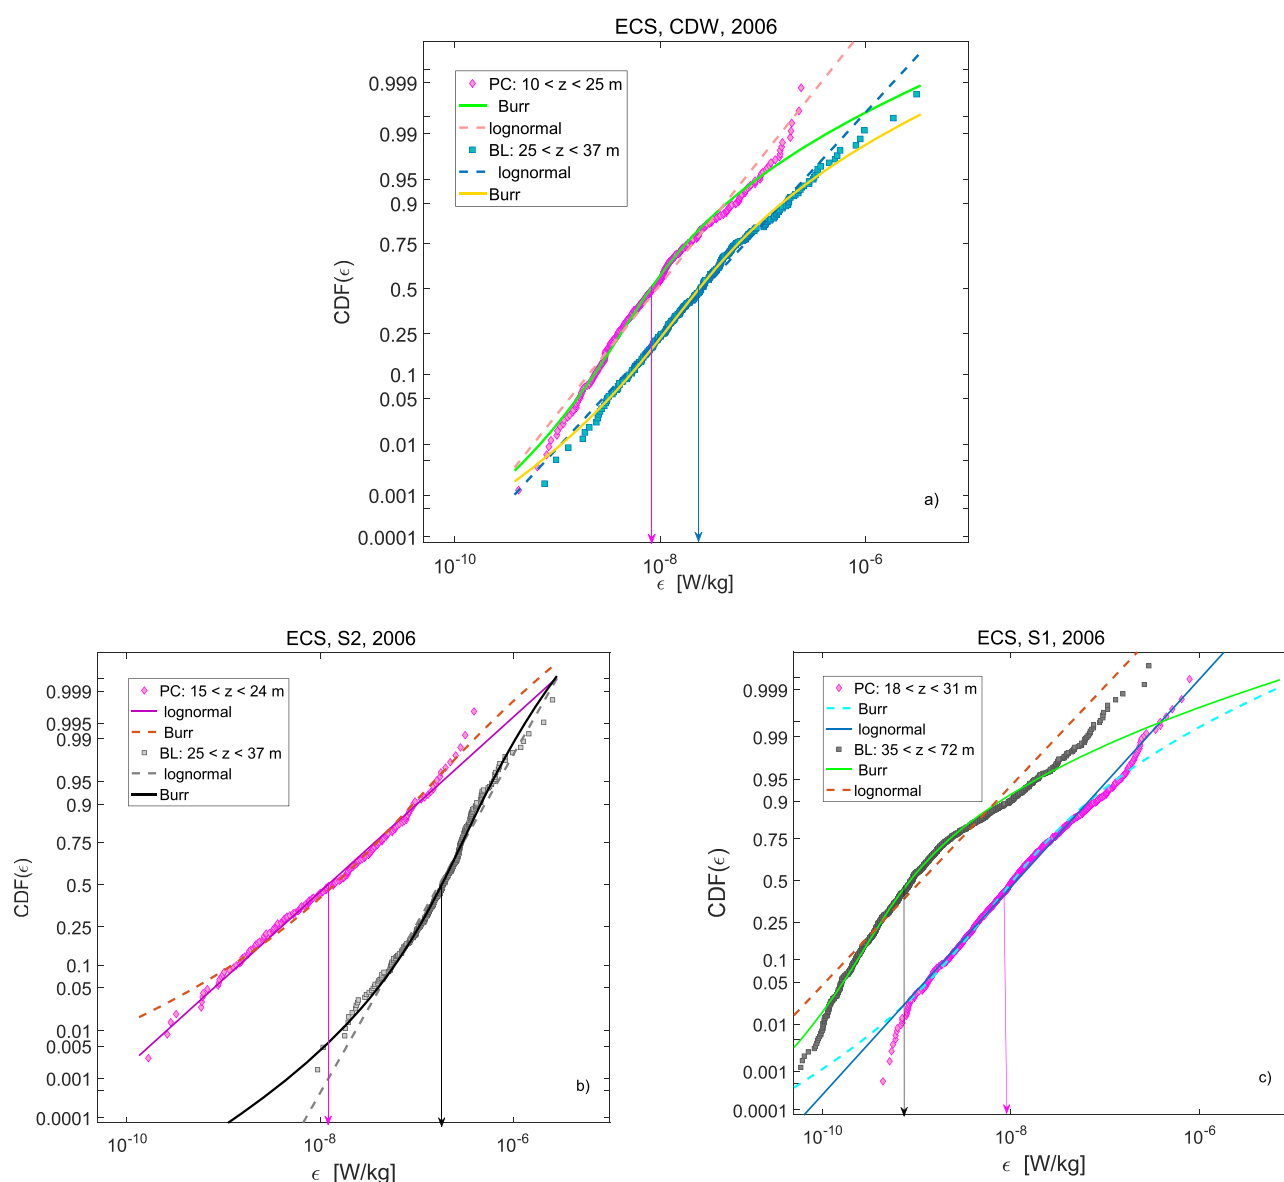 ECS, CDW, 2006
0.999
0.99
0.95
0.9
0.75
0.5
0.25
0.1
0.05
0.01
0.001
0.0001
CDF(ϵ)
PC: 10 < z < 25 m
Burr
lognormal
BL: 25 < z < 37 m
lognormal
Burr
a)
10⁻¹⁰ 10⁻⁸ 10⁻⁶
ϵ [W/kg]
ECS, S2, 2006
0.999
0.995
0.99
0.95
0.9
0.75
0.5
0.25
0.1
0.05
0.01
0.005
0.001
0.0001
CDF(ϵ)
PC: 15 < z < 24 m
lognormal
Burr
BL: 25 < z < 37 m
lognormal
Burr
b)
10⁻¹⁰ 10⁻⁸ 10⁻⁶
ϵ [W/kg]
ECS, S1, 2006
0.999
0.99
0.95
0.9
0.75
0.5
0.25
0.1
0.05
0.01
0.001
0.0001
CDF(ϵ)
PC: 18 < z < 31 m
Burr
lognormal
BL: 35 < z < 72 m
Burr
lognormal
c)
10⁻¹⁰ 10⁻⁸ 10⁻⁶
ϵ [W/kg]